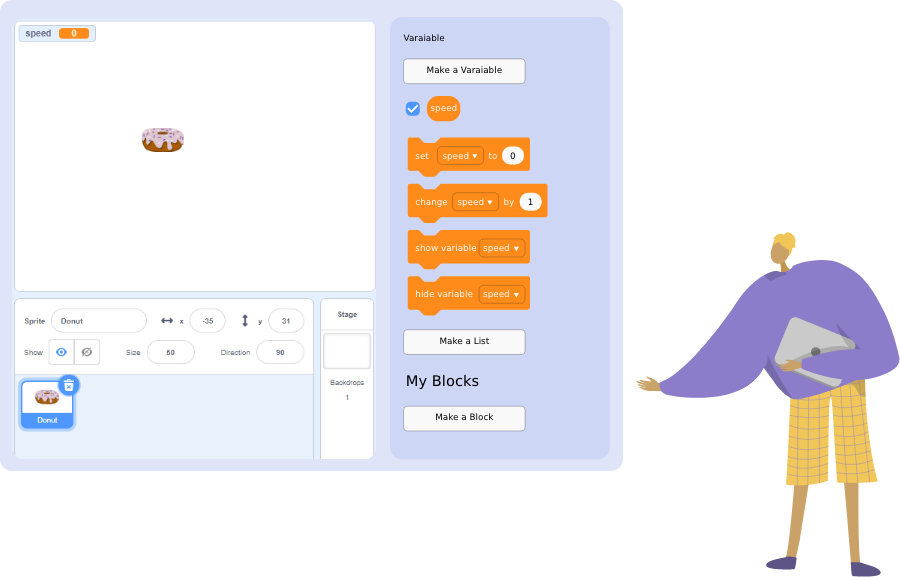 speed 0
Sprite Donut x -35 y 31
Show Size 60 Direction 90
Donut
Stage
Backdrops
1
Varaiable
Make a Varaiable
speed
set speed ▾ to 0
change speed ▾ by 1
show variable speed ▾
hide variable speed ▾
Make a List
My Blocks
Make a Block